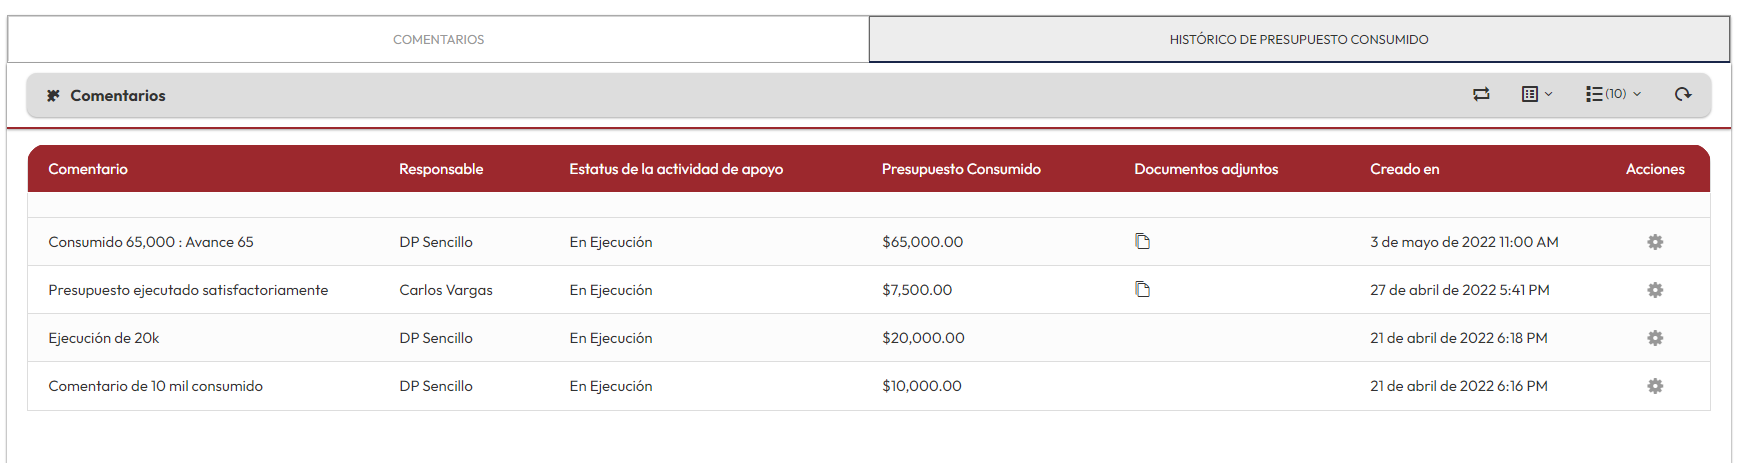 COMENTARIOS HISTÓRICO DE PRESUPUESTO CONSUMIDO
Comentarios (10)
Comentario Responsable Estatus de la actividad de apoyo Presupuesto Consumido Documentos adjuntos Creado en Acciones
Consumido 65,000 : Avance 65 DP Sencillo En Ejecución $65,000.00 3 de mayo de 2022 11:00 AM
Presupuesto ejecutado satisfactoriamente Carlos Vargas En Ejecución $7,500.00 27 de abril de 2022 5:41 PM
Ejecución de 20k DP Sencillo En Ejecución $20,000.00 21 de abril de 2022 6:18 PM
Comentario de 10 mil consumido DP Sencillo En Ejecución $10,000.00 21 de abril de 2022 6:16 PM